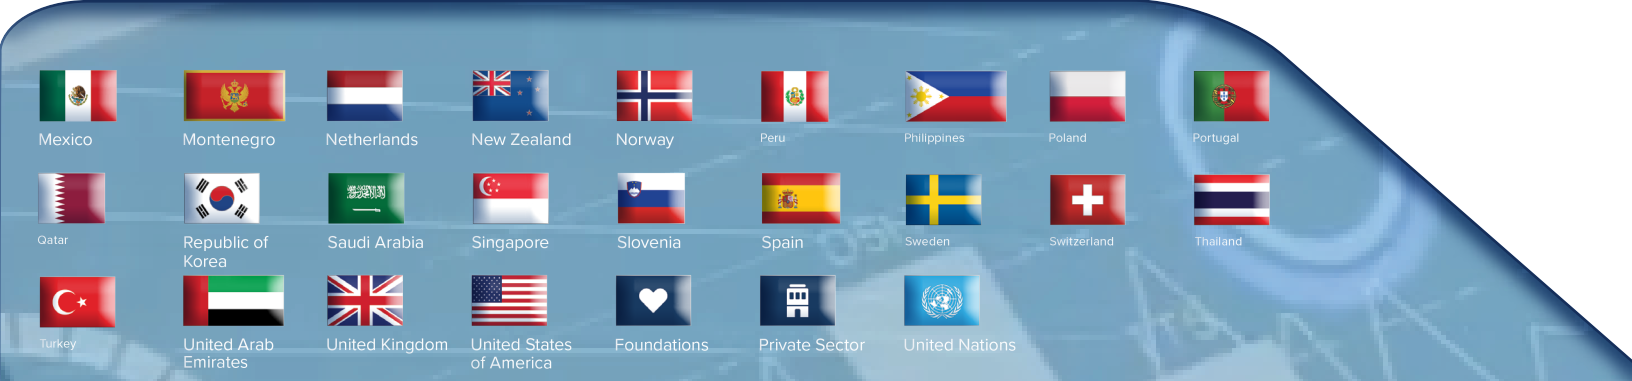 Mexico
Montenegro
Netherlands
New Zealand
Norway
Peru
Philippines
Poland
Portugal
Qatar
Republic of
Korea
Saudi Arabia
Singapore
Slovenia
Spain
Sweden
Switzerland
Thailand
Turkey
United Arab
Emirates
United Kingdom
United States
of America
Foundations
Private Sector
United Nations